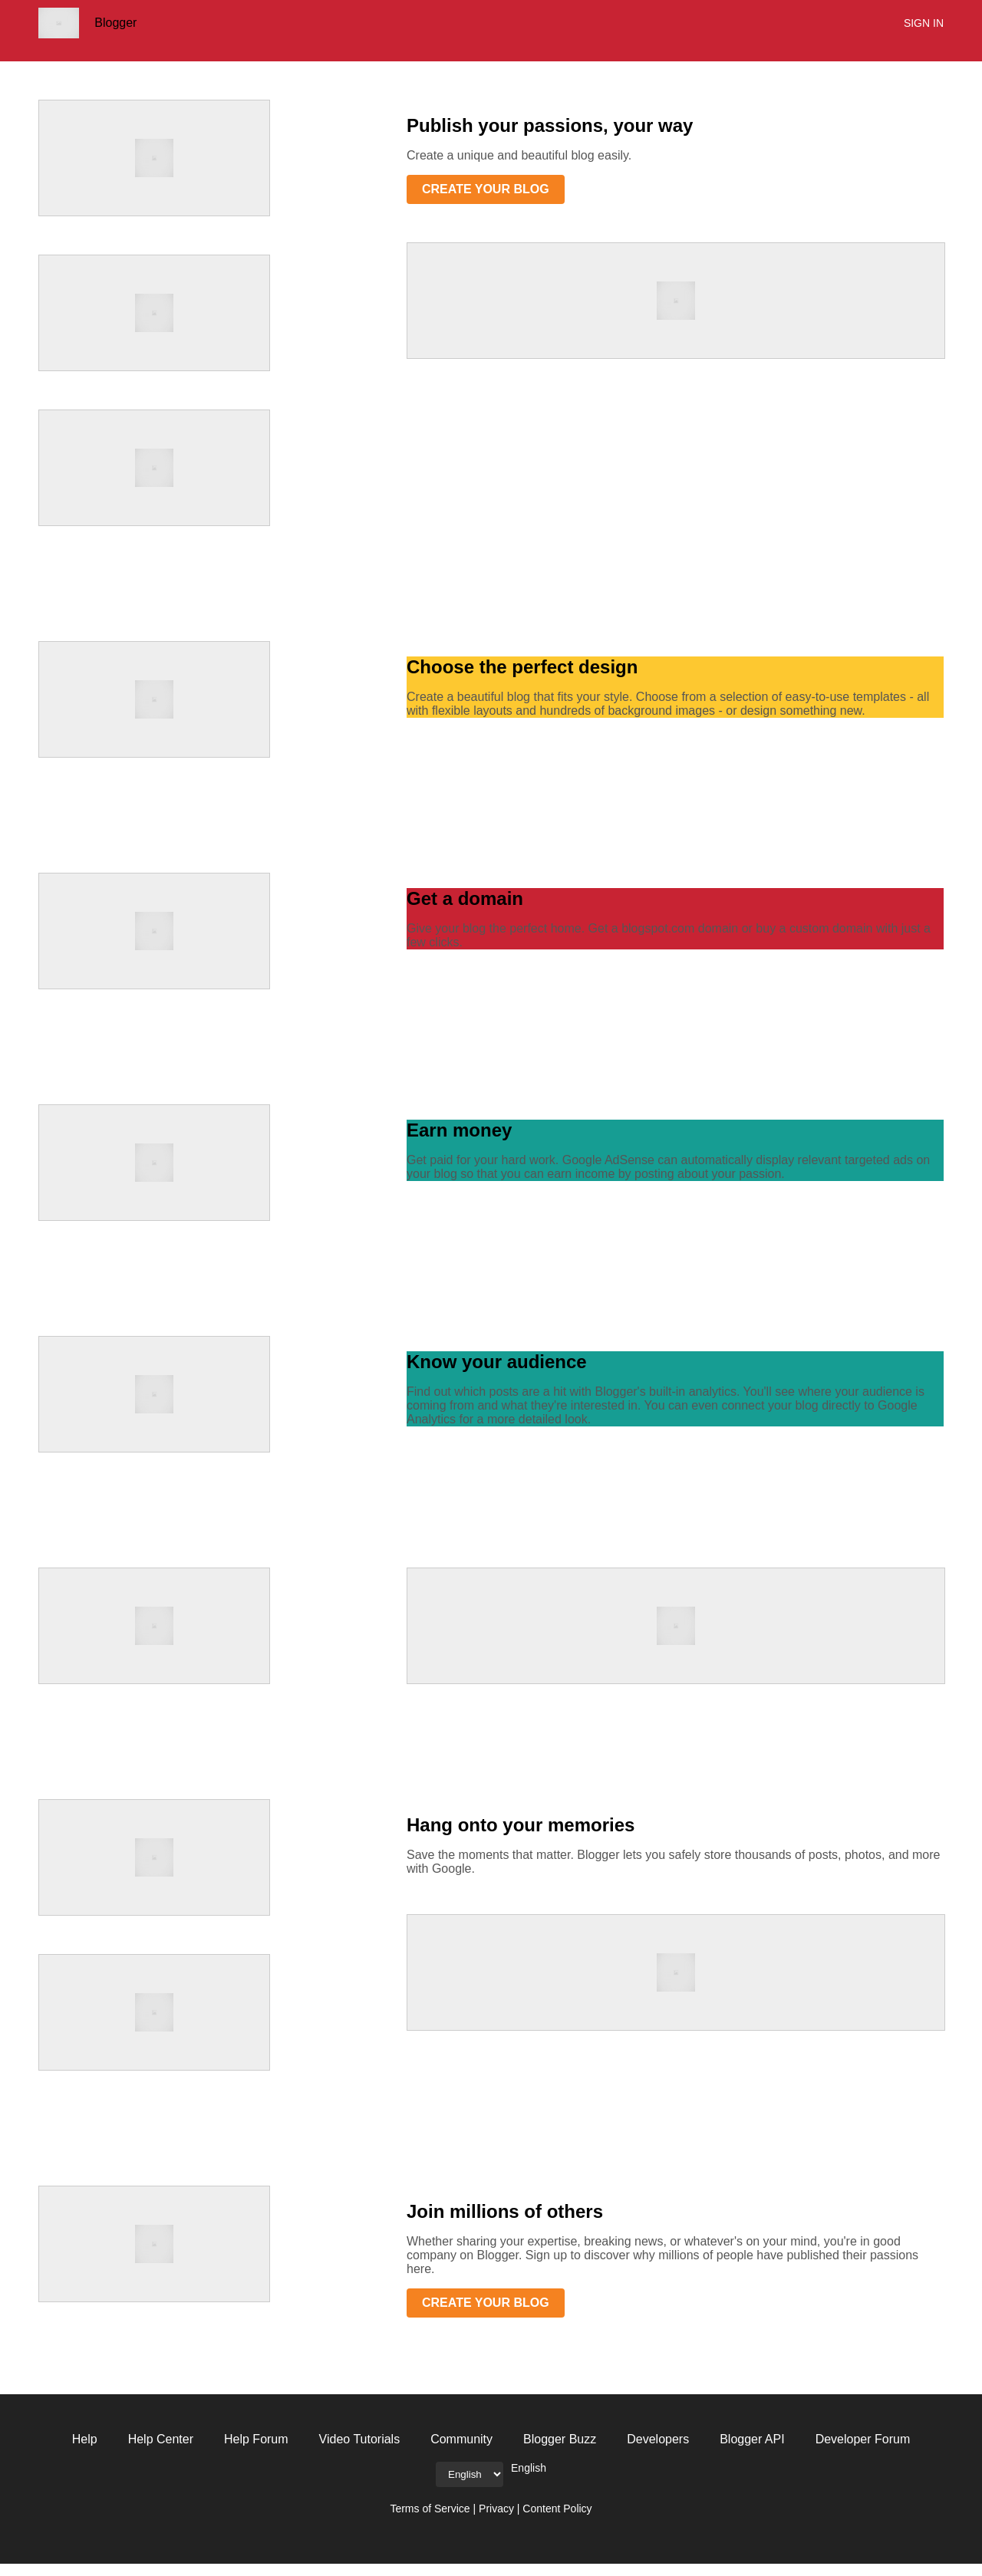 Blogger
SIGN IN
Publish your passions, your way
Create a unique and beautiful blog easily.
CREATE YOUR BLOG
Choose the perfect design
Create a beautiful blog that fits your style. Choose from a selection of easy-to-use templates - all
with flexible layouts and hundreds of background images - or design something new.
Get a domain
Give your blog the perfect home. Get a blogspot.com domain or buy a custom domain with just a
few clicks.
Earn money
Get paid for your hard work. Google AdSense can automatically display relevant targeted ads on
your blog so that you can earn income by posting about your passion.
Know your audience
Find out which posts are a hit with Blogger's built-in analytics. You'll see where your audience is
coming from and what they're interested in. You can even connect your blog directly to Google
Analytics for a more detailed look.
Hang onto your memories
Save the moments that matter. Blogger lets you safely store thousands of posts, photos, and more
with Google.
Join millions of others
Whether sharing your expertise, breaking news, or whatever's on your mind, you're in good
company on Blogger. Sign up to discover why millions of people have published their passions
here.
CREATE YOUR BLOG
Help Help Center Help Forum Video Tutorials Community Blogger Buzz Developers Blogger API Developer Forum
English English
Terms of Service | Privacy | Content Policy